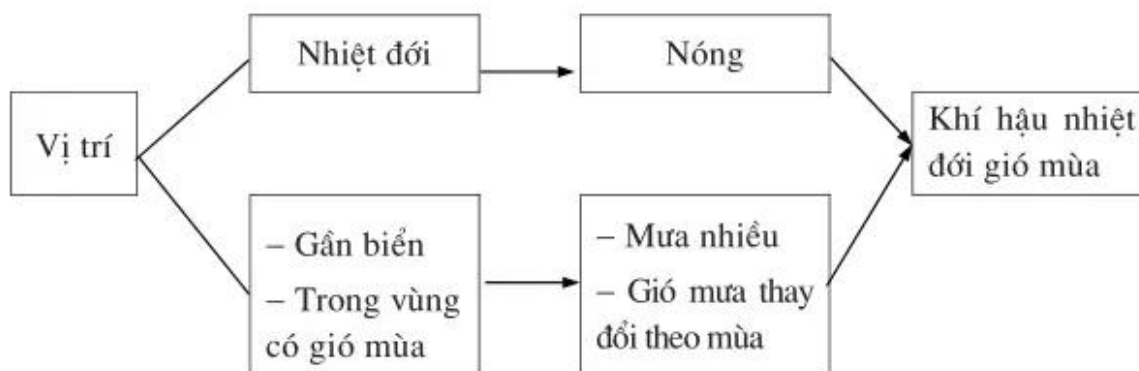 Vị trí
Nhiệt đới
Nóng
– Gần biển
– Trong vùng
có gió mùa
– Mưa nhiều
– Gió mưa thay
đổi theo mùa
Khí hậu nhiệt
đới gió mùa